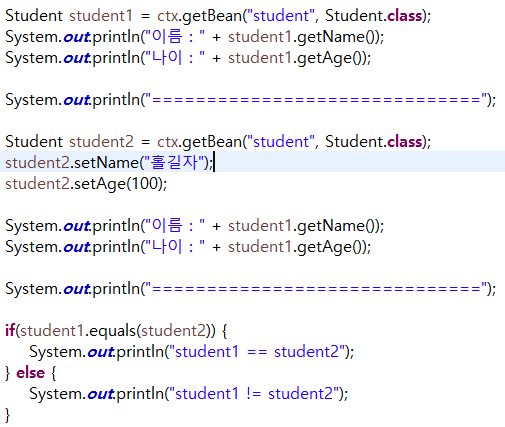 Student student1 = ctx.getBean("student", Student.class);
System.out.println("이름 : " + student1.getName());
System.out.println("나이 : " + student1.getAge());
System.out.println("==============================");
Student student2 = ctx.getBean("student", Student.class);
student2.setName("홀길자");
student2.setAge(100);
System.out.println("이름 : " + student1.getName());
System.out.println("나이 : " + student1.getAge());
System.out.println("==============================");
if(student1.equals(student2)) {
System.out.println("student1 == student2");
} else {
System.out.println("student1 != student2");
}